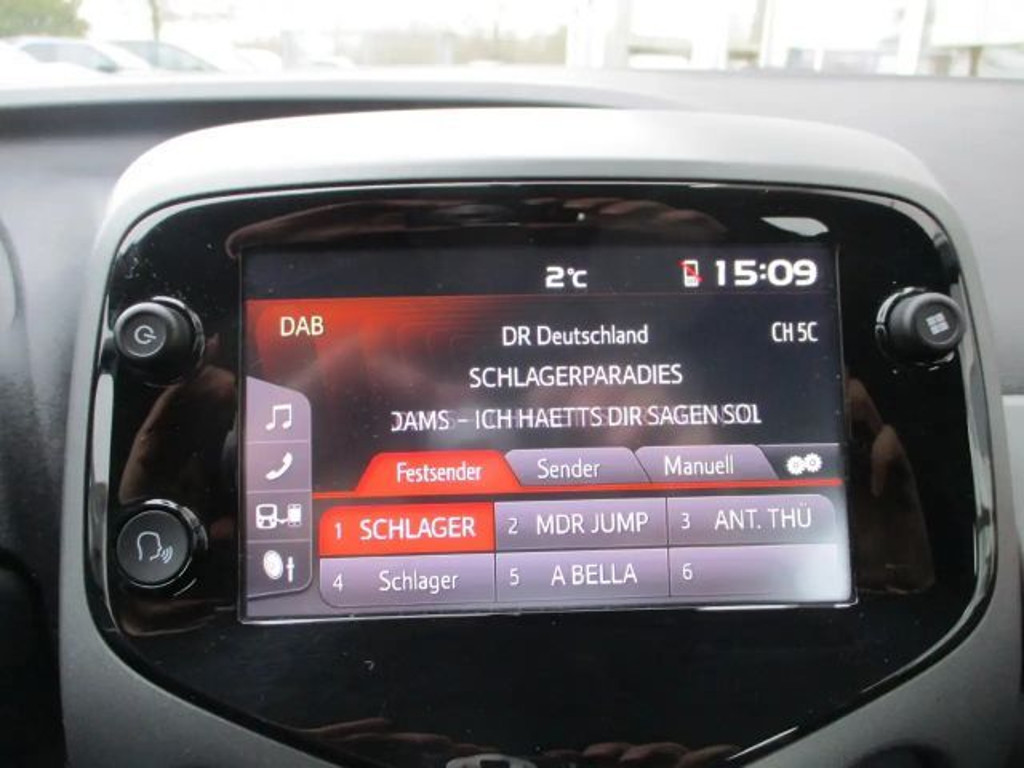 2°C 15:09
DAB DR Deutschland CH 5C
SCHLAGERPARADIES
DAMS - ICH HAETTS DIR SAGEN SOL
Festsender Sender Manuell
1 SCHLAGER 2 MDR JUMP 3 ANT. THÜ
4 Schlager 5 A BELLA 6